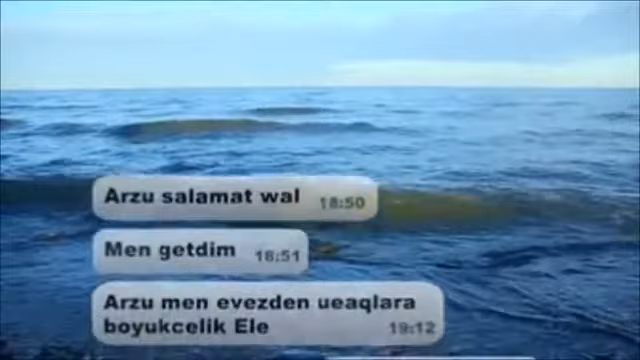 Arzu salamat wal 18:50
Men getdim 18:51
Arzu men evezden ueaqlara
boyukcelik Ele 19:12